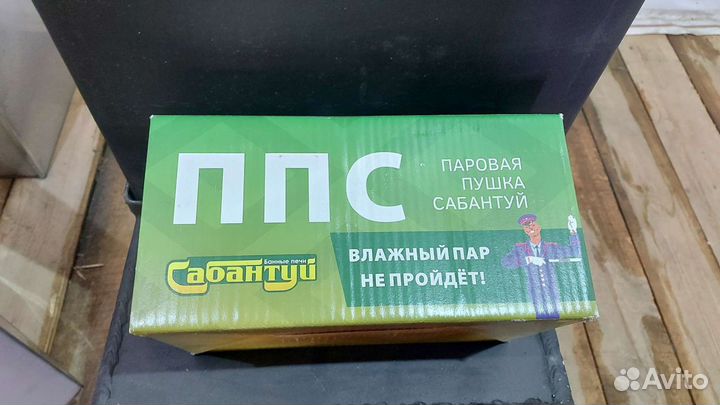 ППС
ПАРОВАЯ
ПУШКА
САБАНТУЙ
Банные печи
Сабантуй
ВЛАЖНЫЙ ПАР
НЕ ПРОЙДЁТ!
Avito